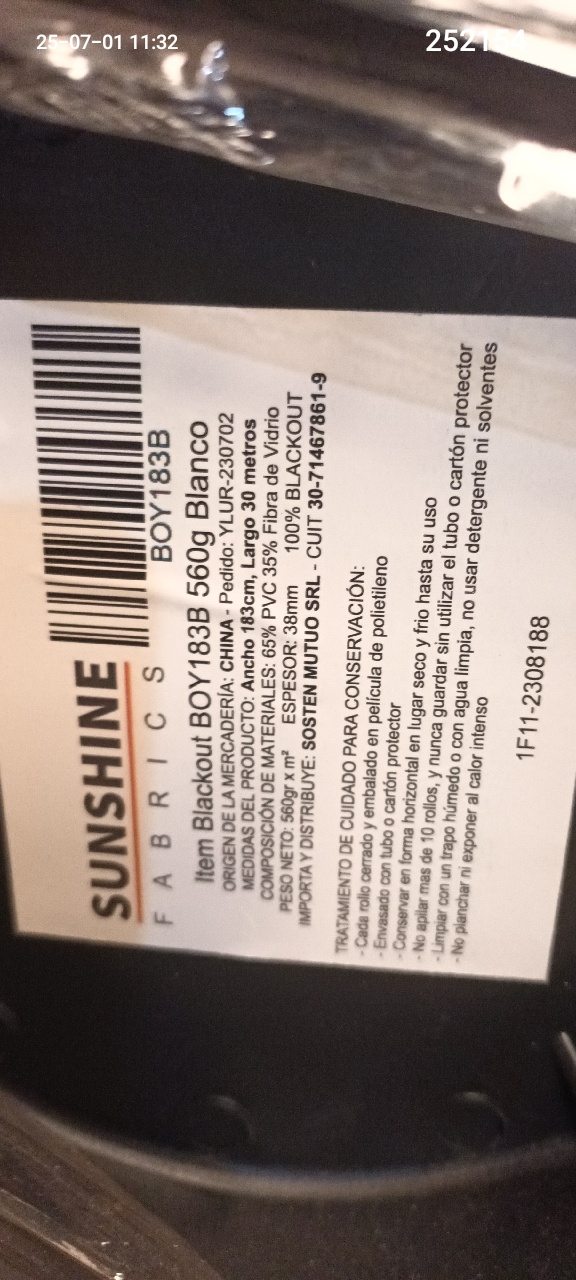 25-07-01 11:32
252154
SUNSHINE
F A B R I C S
BOY183B
Item Blackout BOY183B 560g Blanco
ORIGEN DE LA MERCADERÍA: CHINA - Pedido: YLUR-230702
MEDIDAS DEL PRODUCTO: Ancho 183cm, Largo 30 metros
COMPOSICIÓN DE MATERIALES: 65% PVC 35% Fibra de Vidrio
PESO NETO: 560gr x m² ESPESOR: 38mm 100% BLACKOUT
IMPORTA Y DISTRIBUYE: SOSTEN MUTUO SRL - CUIT 30-71467861-9
TRATAMIENTO DE CUIDADO PARA CONSERVACIÓN:
- Cada rollo cerrado y embalado en película de polietileno
- Envasado con tubo o cartón protector
- Conservar en forma horizontal en lugar seco y frio hasta su uso
- No apilar mas de 10 rollos, y nunca guardar sin utilizar el tubo o cartón protector
- Limpiar con un trapo húmedo o con agua limpia, no usar detergente ni solventes
- No planchar ni exponer al calor intenso
1F11-2308188